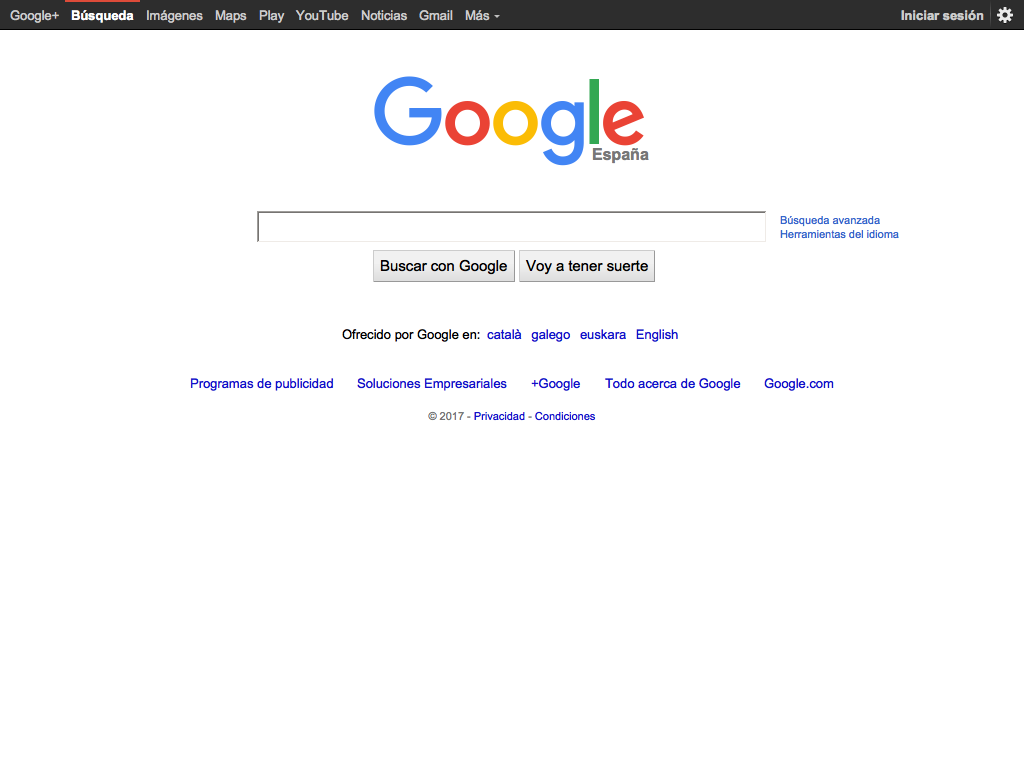 Google+ Búsqueda Imágenes Maps Play YouTube Noticias Gmail Más Iniciar sesión
Google
España
Búsqueda avanzada
Herramientas del idioma
Buscar con Google Voy a tener suerte
Ofrecido por Google en: català galego euskara English
Programas de publicidad Soluciones Empresariales +Google Todo acerca de Google Google.com
© 2017 - Privacidad - Condiciones